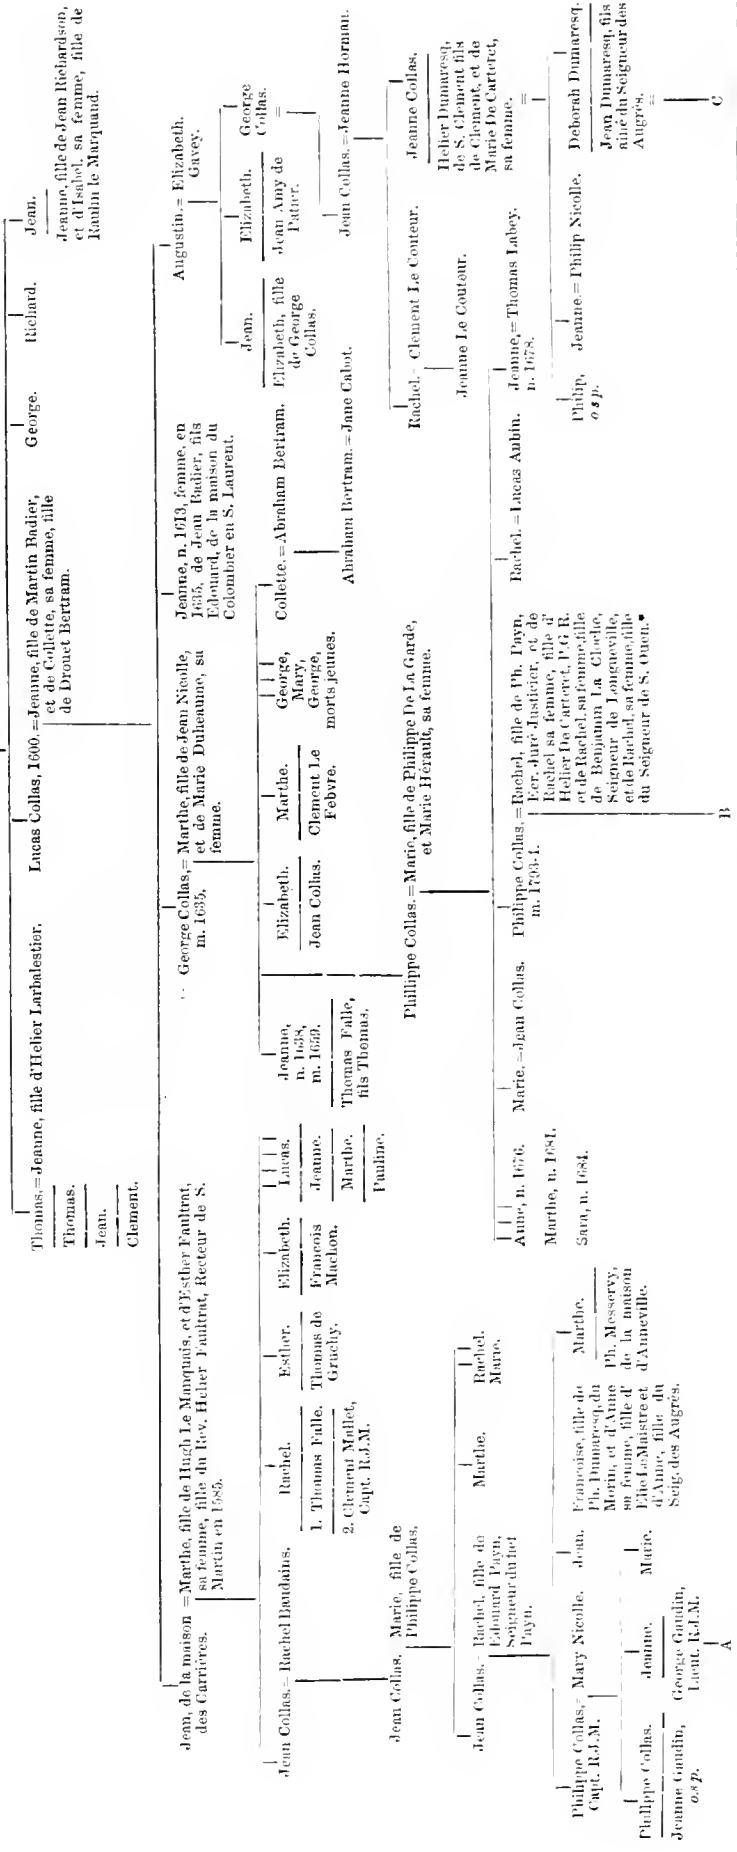 Thomas. = Jeanne, fille d'Helier Larbalestier.
Thomas.
Jean.
Clement.
Lucas Collas, 1600. = Jeanne, fille de Martin Badier,
et de Collette, sa femme, fille
de Drouet Bertram.
George.
Richard.
Jean.
Jeanne, fille de Jean Richardson,
et d'Isabel, sa femme, fille de
Raulin le Marquand.
Jean, de la maison = Marthe, fille de Hugh Le Manquais, et d'Esther Faultrat,
des Carrières. sa femme, fille du Rev. Helier Faultrat, Recteur de S.
Martin en 1585.
George Collas, = Marthe, fille de Jean Nicolle,
m. 1635. et de Marie Duheaume, sa
femme.
Jeanne, n. 1613, femme, en
1635, de Jean Badier, fils
Edouard, de la maison du
Colombier en S. Laurent.
Augustin. = Elizabeth.
Gavey.
Jean Collas. = Rachel Baudains.
Rachel.
1. Thomas Falle.
2. Clement Mallet,
Capt. R.J.M.
Esther.
Thomas de
Gruchy.
Elizabeth.
Francois
Machon.
Lucas.
Jeanne.
Marthe.
Pauline.
Jeanne,
n. 1638,
m. 1659.
Thomas Falle,
fils Thomas.
Elizabeth.
Jean Collas.
Marthe.
Clement Le
Febvre.
George,
Mary,
George,
morts jeunes.
Collette. = Abraham Bertram.
Abraham Bertram. = Jane Cabot.
Jean.
Elizabeth, fille
de George
Collas.
Elizabeth.
Jean Amy de
Patier.
George
Collas.
=
Jean Collas. = Jeanne Horman.
Jean Collas. Marie, fille de
Philippe Collas.
Phillippe Collas. = Marie, fille de Philippe De La Garde,
et Marie Hérault, sa femme.
Rachel. = Clement Le Couteur.
Jeanne Le Couteur.
Jeanne Collas.
Helier Dumaresq,
de S. Clement fils
de Clement, et de
Marie De Carteret,
sa femme.
=
Jean Collas. = Rachel, fille de
Edouard Payn,
Seigneur du fief
Payn.
Marthe.
Rachel.
Marie.
Anne, n. 1676.
Marthe, n. 1681.
Sara, n. 1684.
Marie. = Jean Collas.
Philippe Collas, = Rachel, fille de Ph. Payn,
m. 1703-4. Ecr. Juré Justicier, et de
Rachel sa femme, fille d'
Helier De Carteret, P.G.R.
et de Rachel, sa femme, fille
de Benjamin La Cloche,
Seigneur de Longueville,
et de Rachel, sa femme, fille
du Seigneur de S. Ouen.*
B
Rachel. = Lucas Aubin.
Jeanne, = Thomas Labey.
n. 1678.
Philip,
o s p.
Jeanne. = Philip Nicolle.
Deborah Dumaresq.
Jean Dumaresq, fils
ainé du Seigneur des
Augrès.
=
C
Philippe Collas, = Mary Nicolle.
Capt. R.J.M.
Jean.
Francoise, fille de
Ph. Dumaresq, du
Morin, et d'Anne
sa femme, fille d'
Elie Le Maistre et
d'Anne, fille du
Seig. des Augrés.
Marthe.
Ph. Messervy,
de la maison
d'Anneville.
Phillppe Collas.
Jeanne Gaudin,
o.s.p.
Jeanne.
George Gaudin,
Lieut. R.J.M.
A
Marie.